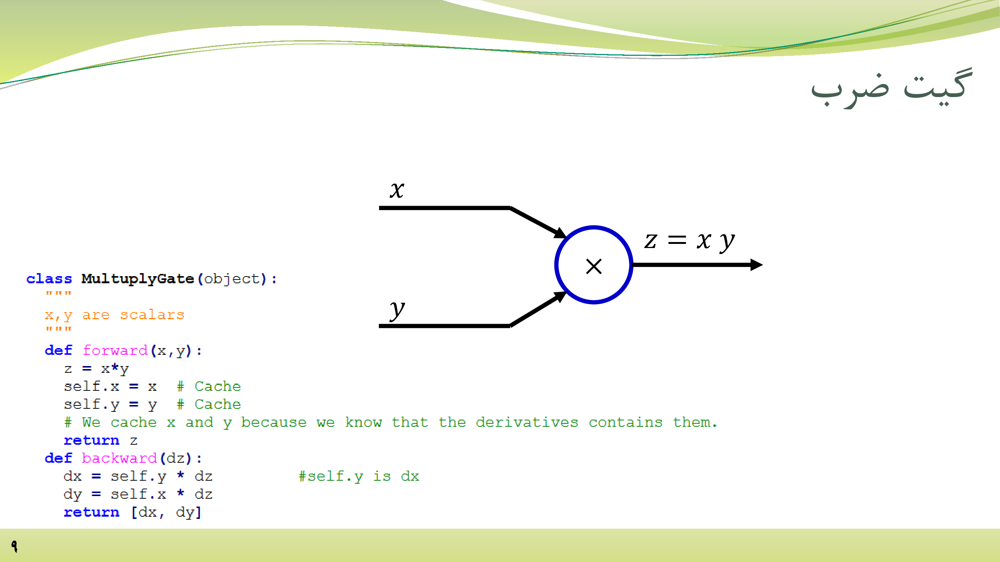 گیت ضرب
x
z = x y
×
y
class MultuplyGate(object):
"""
x,y are scalars
"""
def forward(x,y):
z = x*y
self.x = x # Cache
self.y = y # Cache
# We cache x and y because we know that the derivatives contains them.
return z
def backward(dz):
dx = self.y * dz #self.y is dx
dy = self.x * dz
return [dx, dy]
۹